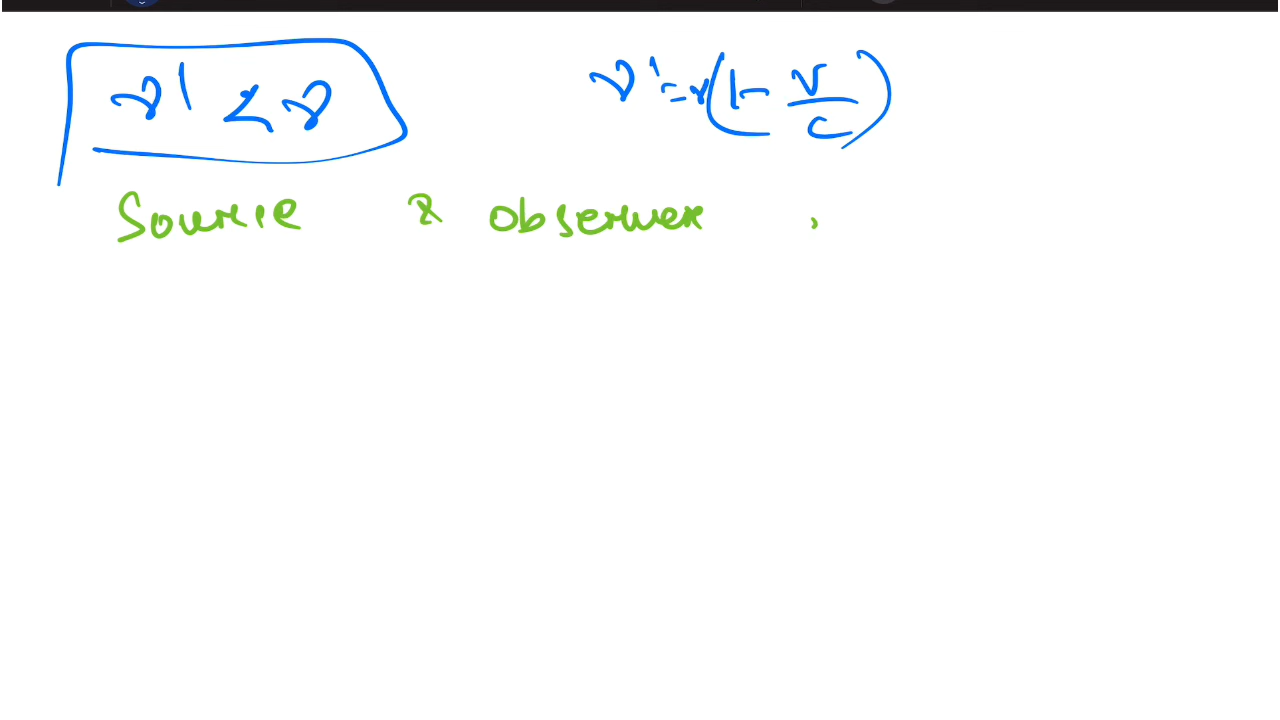 ν' < ν
ν' = ν(1 - v/c)
Source & observer ,